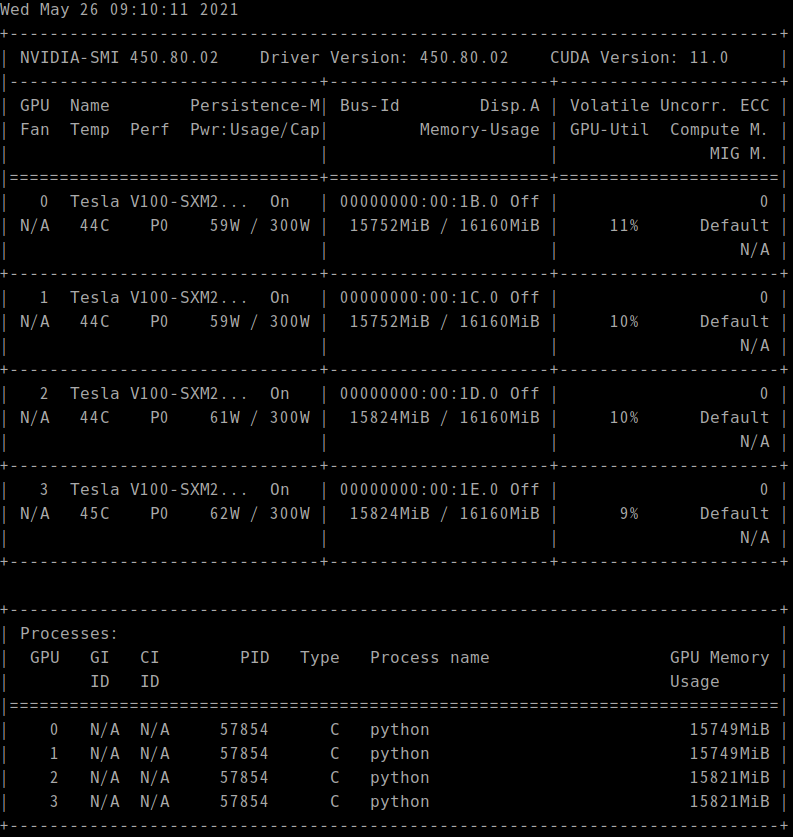 Wed May 26 09:10:11 2021
+-----------------------------------------------------------------------------+
| NVIDIA-SMI 450.80.02    Driver Version: 450.80.02    CUDA Version: 11.0     |
|-------------------------------+----------------------+----------------------+
| GPU  Name        Persistence-M| Bus-Id        Disp.A | Volatile Uncorr. ECC |
| Fan  Temp  Perf  Pwr:Usage/Cap|         Memory-Usage | GPU-Util  Compute M. |
|                               |                      |               MIG M. |
|===============================+======================+======================|
|   0  Tesla V100-SXM2...  On   | 00000000:00:1B.0 Off |                    0 |
| N/A   44C    P0    59W / 300W |  15752MiB / 16160MiB |     11%      Default |
|                               |                      |                  N/A |
+-------------------------------+----------------------+----------------------+
|   1  Tesla V100-SXM2...  On   | 00000000:00:1C.0 Off |                    0 |
| N/A   44C    P0    59W / 300W |  15752MiB / 16160MiB |     10%      Default |
|                               |                      |                  N/A |
+-------------------------------+----------------------+----------------------+
|   2  Tesla V100-SXM2...  On   | 00000000:00:1D.0 Off |                    0 |
| N/A   44C    P0    61W / 300W |  15824MiB / 16160MiB |     10%      Default |
|                               |                      |                  N/A |
+-------------------------------+----------------------+----------------------+
|   3  Tesla V100-SXM2...  On   | 00000000:00:1E.0 Off |                    0 |
| N/A   45C    P0    62W / 300W |  15824MiB / 16160MiB |      9%      Default |
|                               |                      |                  N/A |
+-------------------------------+----------------------+----------------------+

+-----------------------------------------------------------------------------+
| Processes:                                                                  |
|  GPU   GI   CI        PID   Type   Process name                  GPU Memory |
|        ID   ID                                                   Usage      |
|=============================================================================|
|    0   N/A  N/A     57854      C   python                          15749MiB |
|    1   N/A  N/A     57854      C   python                          15749MiB |
|    2   N/A  N/A     57854      C   python                          15821MiB |
|    3   N/A  N/A     57854      C   python                          15821MiB |
+-----------------------------------------------------------------------------+